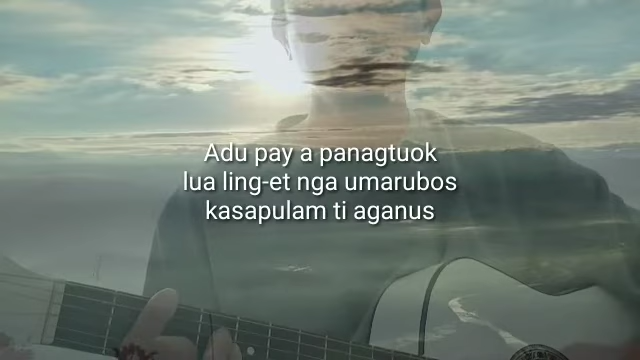 Adu pay a panagtuok
lua ling-et nga umarubos
kasapulam ti aganus